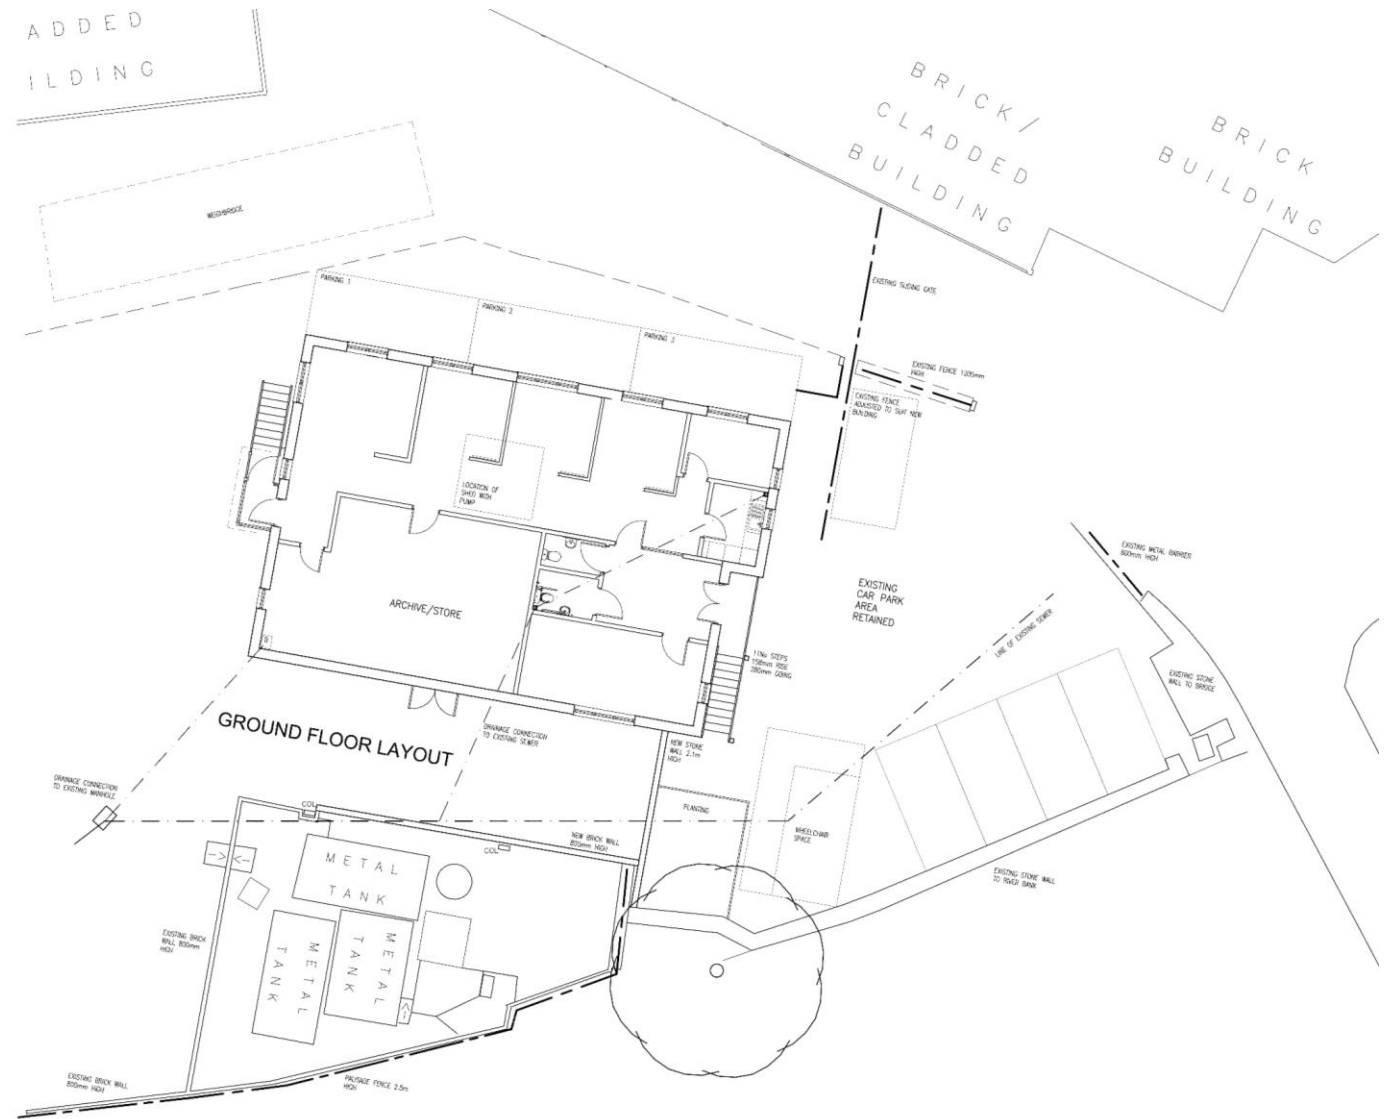 ADDED
ILDING
BRICK/
CLADDED
BUILDING
BRICK
BUILDING
WEIGHBRIDGE
PARKING 1
PARKING 2
PARKING 3
EXISTING SLIDING GATE
EXISTING FENCE 1200mm
HIGH
EXISTING FENCE
ADJUSTED TO SUIT NEW
BUILDING
LOCATION OF
SHED WITH
PUMP
EXISTING METAL BARRIER
600mm HIGH
ARCHIVE/STORE
EXISTING
CAR PARK
AREA
RETAINED
LINE OF EXISTING SEWER
11No STEPS
158mm RISE
280mm GOING
EXISTING STONE
WALL TO BRIDGE
GROUND FLOOR LAYOUT
DRAINAGE CONNECTION
TO EXISTING SEWER
NEW STONE
WALL 2.1m
HIGH
DRAINAGE CONNECTION
TO EXISTING MANHOLE
COL
PLANTING
WHEELCHAIR
SPACE
NEW BRICK WALL
800mm HIGH
COL
METAL
TANK
EXISTING STONE WALL
TO RIVER BANK
EXISTING BRICK
WALL 800mm
HIGH
METAL
TANK
METAL
TANK
EXISTING BRICK WALL
800mm HIGH
PALISADE FENCE 2.5m
HIGH